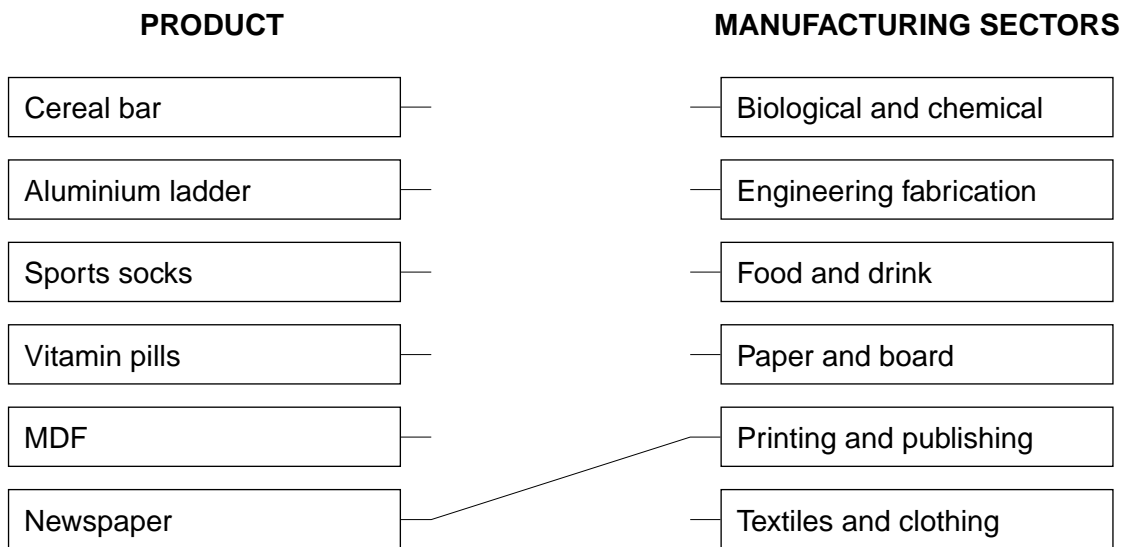 PRODUCT
MANUFACTURING SECTORS
Cereal bar
Biological and chemical
Aluminium ladder
Engineering fabrication
Sports socks
Food and drink
Vitamin pills
Paper and board
MDF
Printing and publishing
Newspaper
Textiles and clothing